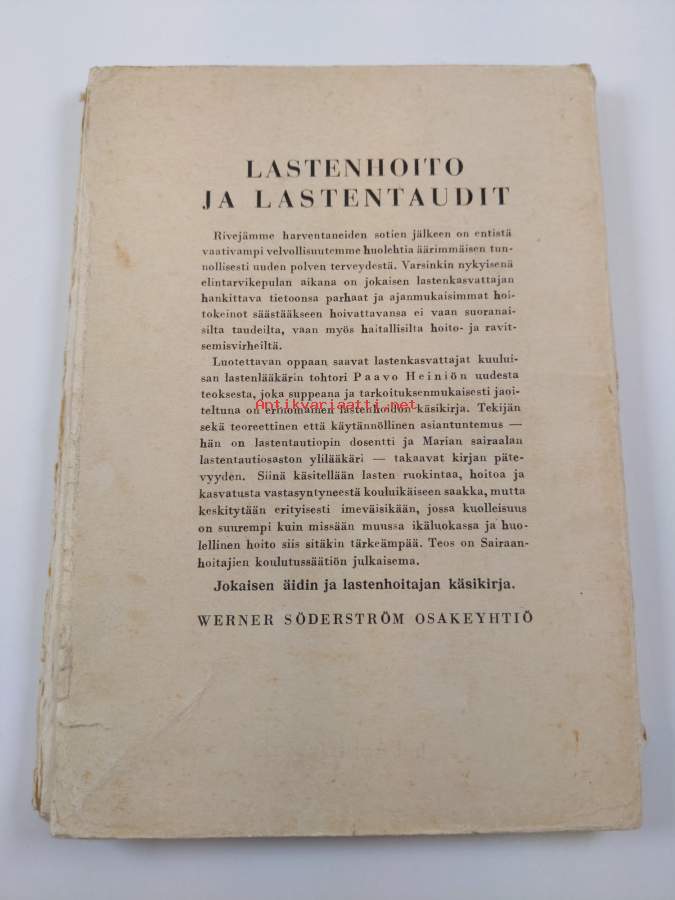 LASTENHOITO
JA LASTENTAUDIT
Rivejämme harventaneiden sotien jälkeen on entistä
vaativampi velvollisuutemme huolehtia äärimmäisen tun-
nollisesti uuden polven terveydestä. Varsinkin nykyisenä
elintarvikepulan aikana on jokaisen lastenkasvattajan
hankittava tietoonsa parhaat ja ajanmukaisimmat hoi-
tokeinot säästääkseen hoivattavansa ei vaan suoranai-
silta taudeilta, vaan myös haitallisilta hoito- ja ravit-
semisvirheiltä.
Luotettavan oppaan saavat lastenkasvattajat kuului-
san lastenlääkärin tohtori Paavo Heiniön uudesta
teoksesta, joka suppeana ja tarkoituksenmukaisesti jaoi-
teltuna on erinomainen lastenhoidon käsikirja. Tekijän
Antikvariaatti.net
sekä teoreettinen että käytännöllinen asiantuntemus —
hän on lastentautiopin dosentti ja Marian sairaalan
lastentautiosaston ylilääkäri — takaavat kirjan päte-
vyyden. Siinä käsitellään lasten ruokintaa, hoitoa ja
kasvatusta vastasyntyneestä kouluikäiseen saakka, mutta
keskitytään erityisesti imeväisikään, jossa kuolleisuus
on suurempi kuin missään muussa ikäluokassa ja huo-
lellinen hoito siis sitäkin tärkeämpää. Teos on Sairaan-
hoitajien koulutussäätiön julkaisema.
Jokaisen äidin ja lastenhoitajan käsikirja.
WERNER SÖDERSTRÖM OSAKEYHTIÖ